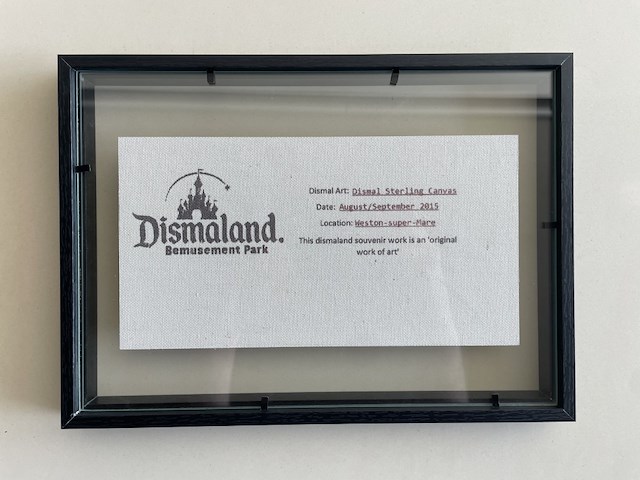 Dismaland.
Bemusement Park
Dismal Art: Dismal Sterling Canvas
Date: August/September 2015
Location: Weston-super-Mare
This dismaland souvenir work is an 'original
work of art'